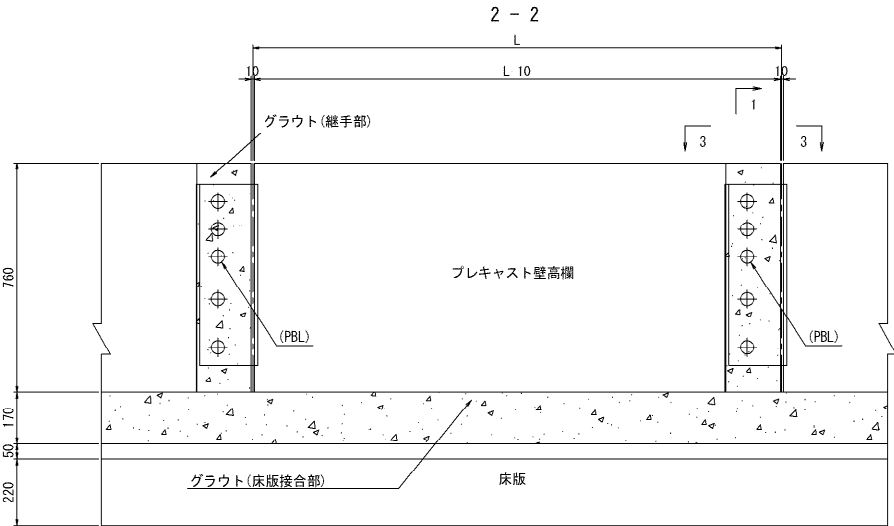 2 - 2
L
10
L-10
10
1
3
3
グラウト(継手部)
760
プレキャスト壁高欄
(PBL)
(PBL)
170
50
220
グラウト(床版接合部)
床版